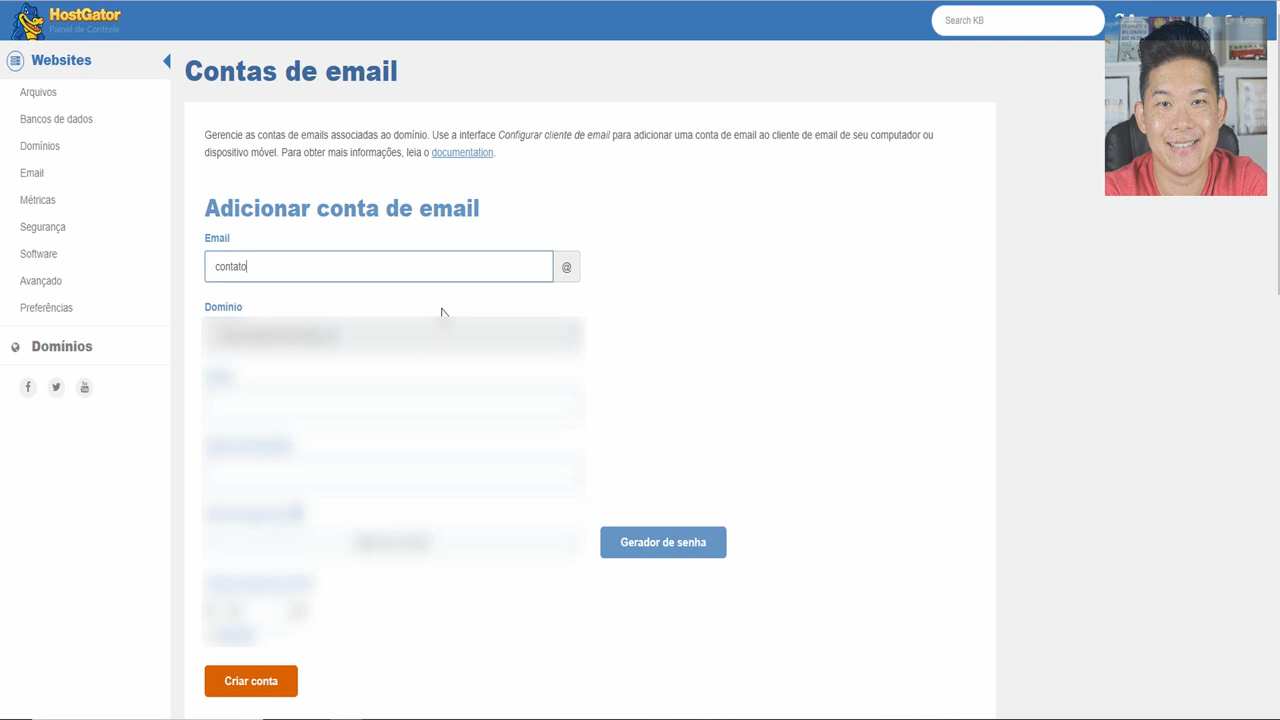 HostGator
Painel de Controle
Search KB
Logout
Websites
Arquivos
Bancos de dados
Domínios
Email
Métricas
Segurança
Software
Avançado
Preferências
Domínios
Contas de email
Gerencie as contas de emails associadas ao domínio. Use a interface Configurar cliente de email para adicionar uma conta de email ao cliente de email de seu computador ou
dispositivo móvel. Para obter mais informações, leia o documentation.
Adicionar conta de email
Email
contato @
Domínio
Gerador de senha
Criar conta